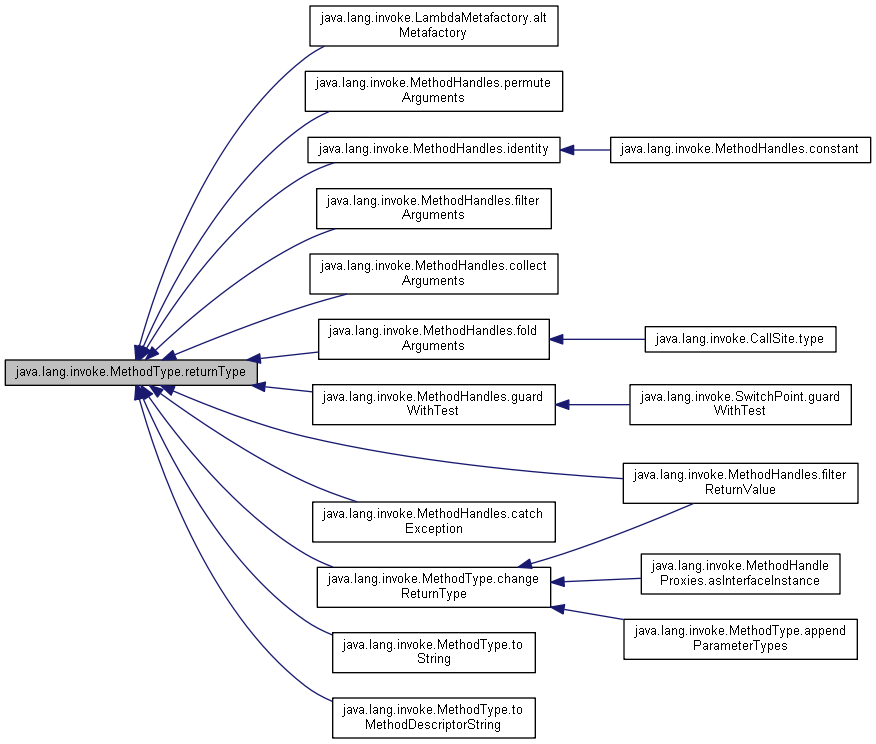 java.lang.invoke.LambdaMetafactory.alt
Metafactory
java.lang.invoke.MethodHandles.permute
Arguments
java.lang.invoke.MethodHandles.identity
java.lang.invoke.MethodHandles.constant
java.lang.invoke.MethodHandles.filter
Arguments
java.lang.invoke.MethodHandles.collect
Arguments
java.lang.invoke.MethodHandles.fold
Arguments
java.lang.invoke.CallSite.type
java.lang.invoke.MethodType.returnType
java.lang.invoke.MethodHandles.guard
WithTest
java.lang.invoke.SwitchPoint.guard
WithTest
java.lang.invoke.MethodHandles.filter
ReturnValue
java.lang.invoke.MethodHandles.catch
Exception
java.lang.invoke.MethodType.change
ReturnType
java.lang.invoke.MethodHandle
Proxies.asInterfaceInstance
java.lang.invoke.MethodType.append
ParameterTypes
java.lang.invoke.MethodType.to
String
java.lang.invoke.MethodType.to
MethodDescriptorString